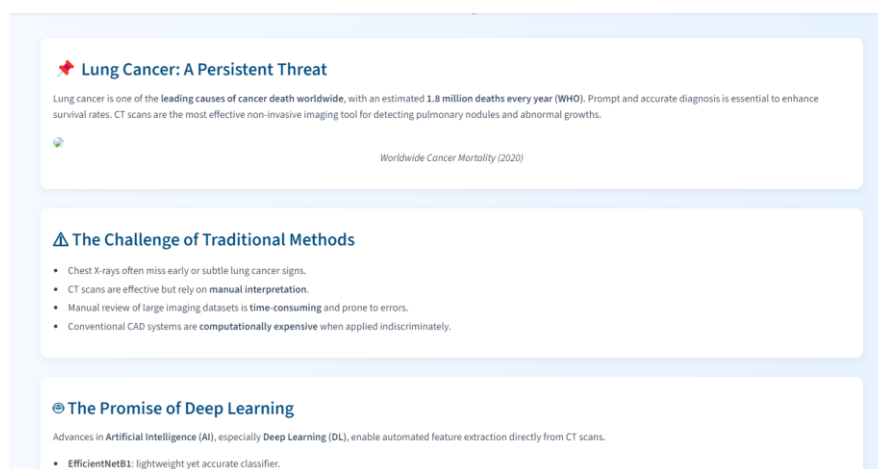 Lung Cancer: A Persistent Threat
Lung cancer is one of the leading causes of cancer death worldwide, with an estimated 1.8 million deaths every year (WHO). Prompt and accurate diagnosis is essential to enhance
survival rates. CT scans are the most effective non-invasive imaging tool for detecting pulmonary nodules and abnormal growths.
Worldwide Cancer Mortality (2020)
The Challenge of Traditional Methods
• Chest X-rays often miss early or subtle lung cancer signs.
• CT scans are effective but rely on manual interpretation.
• Manual review of large imaging datasets is time-consuming and prone to errors.
• Conventional CAD systems are computationally expensive when applied indiscriminately.
The Promise of Deep Learning
Advances in Artificial Intelligence (AI), especially Deep Learning (DL), enable automated feature extraction directly from CT scans.
• EfficientNetB1: lightweight yet accurate classifier.